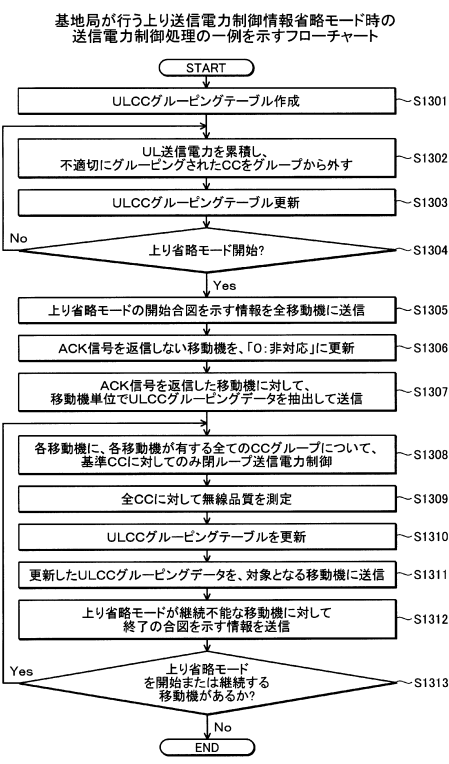 基地局が行う上り送信電力制御情報省略モード時の
送信電力制御処理の一例を示すフローチャート
START
ULCCグルーピングテーブル作成
S1301
UL送信電力を累積し、
不適切にグルーピングされたCCをグループから外す
S1302
ULCCグルーピングテーブル更新
S1303
No
上り省略モード開始?
S1304
Yes
上り省略モードの開始合図を示す情報を全移動機に送信
S1305
ACK信号を返信しない移動機を、「0:非対応」に更新
S1306
ACK信号を返信した移動機に対して、
移動機単位でULCCグルーピングデータを抽出して送信
S1307
各移動機に、各移動機が有する全てのCCグループについて、
基準CCに対してのみ閉ループ送信電力制御
S1308
全CCに対して無線品質を測定
S1309
ULCCグルーピングテーブルを更新
S1310
更新したULCCグルーピングデータを、対象となる移動機に送信
S1311
上り省略モードが継続不能な移動機に対して
終了の合図を示す情報を送信
S1312
Yes
上り省略モード
を開始または継続する
移動機があるか?
S1313
No
END